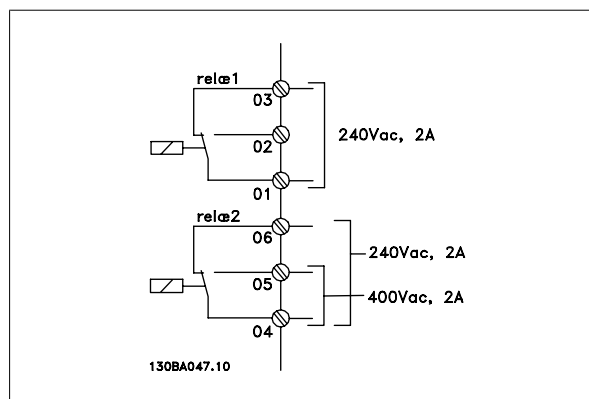 relæ1
03
240Vac, 2A
02
01
relæ2
06
240Vac, 2A
05
400Vac, 2A
04
130BA047.10